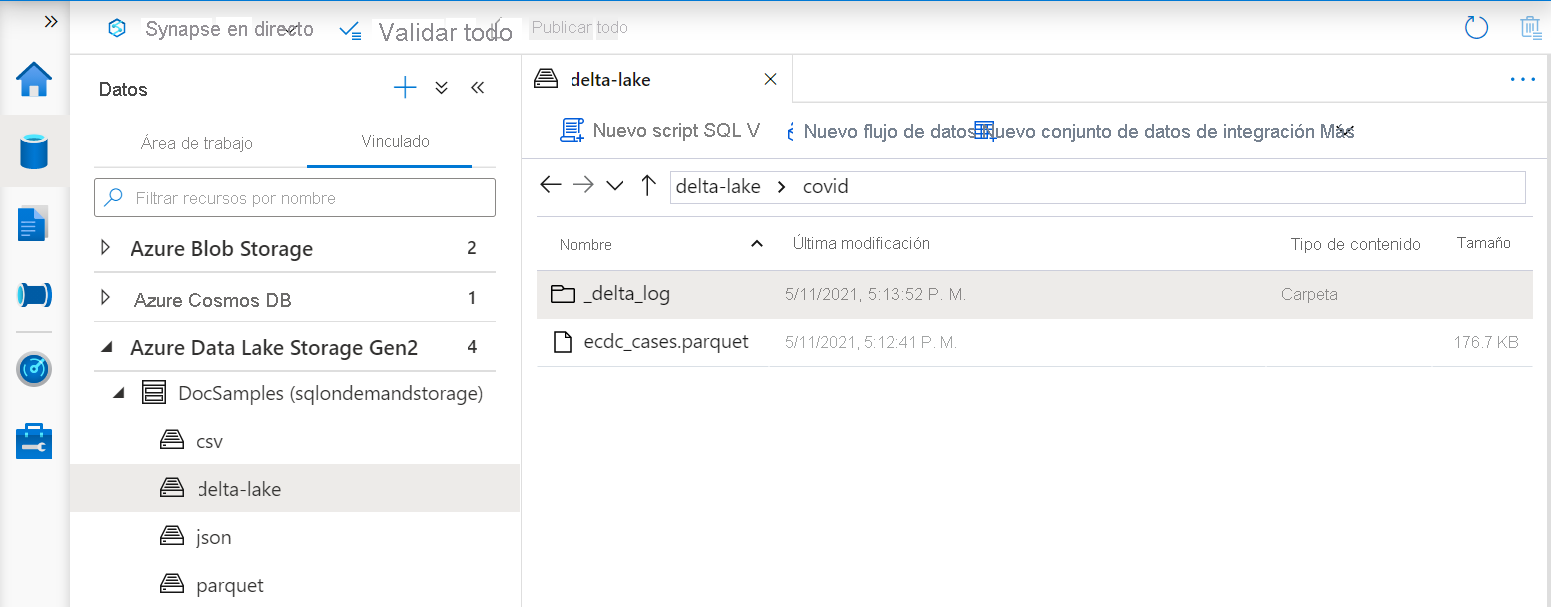 Synapse en directo Validar todo Publicar todo
Datos
Área de trabajo Vinculado
Filtrar recursos por nombre
Azure Blob Storage 2
Azure Cosmos DB 1
Azure Data Lake Storage Gen2 4
DocSamples (sqlondemandstorage)
csv
delta-lake
json
parquet
delta-lake
Nuevo script SQL V Nuevo flujo de datos Nuevo conjunto de datos de integración Más
delta-lake covid
Nombre Última modificación Tipo de contenido Tamaño
_delta_log 5/11/2021, 5:13:52 P. M. Carpeta
ecdc_cases.parquet 5/11/2021, 5:12:41 P. M. 176.7 KB